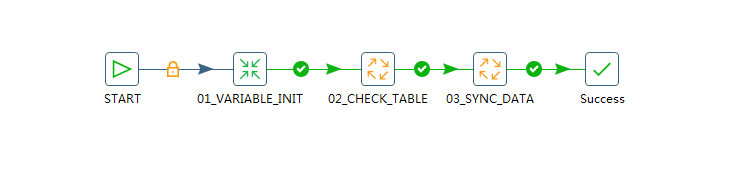 START
01_VARIABLE_INIT
02_CHECK_TABLE
03_SYNC_DATA
Success